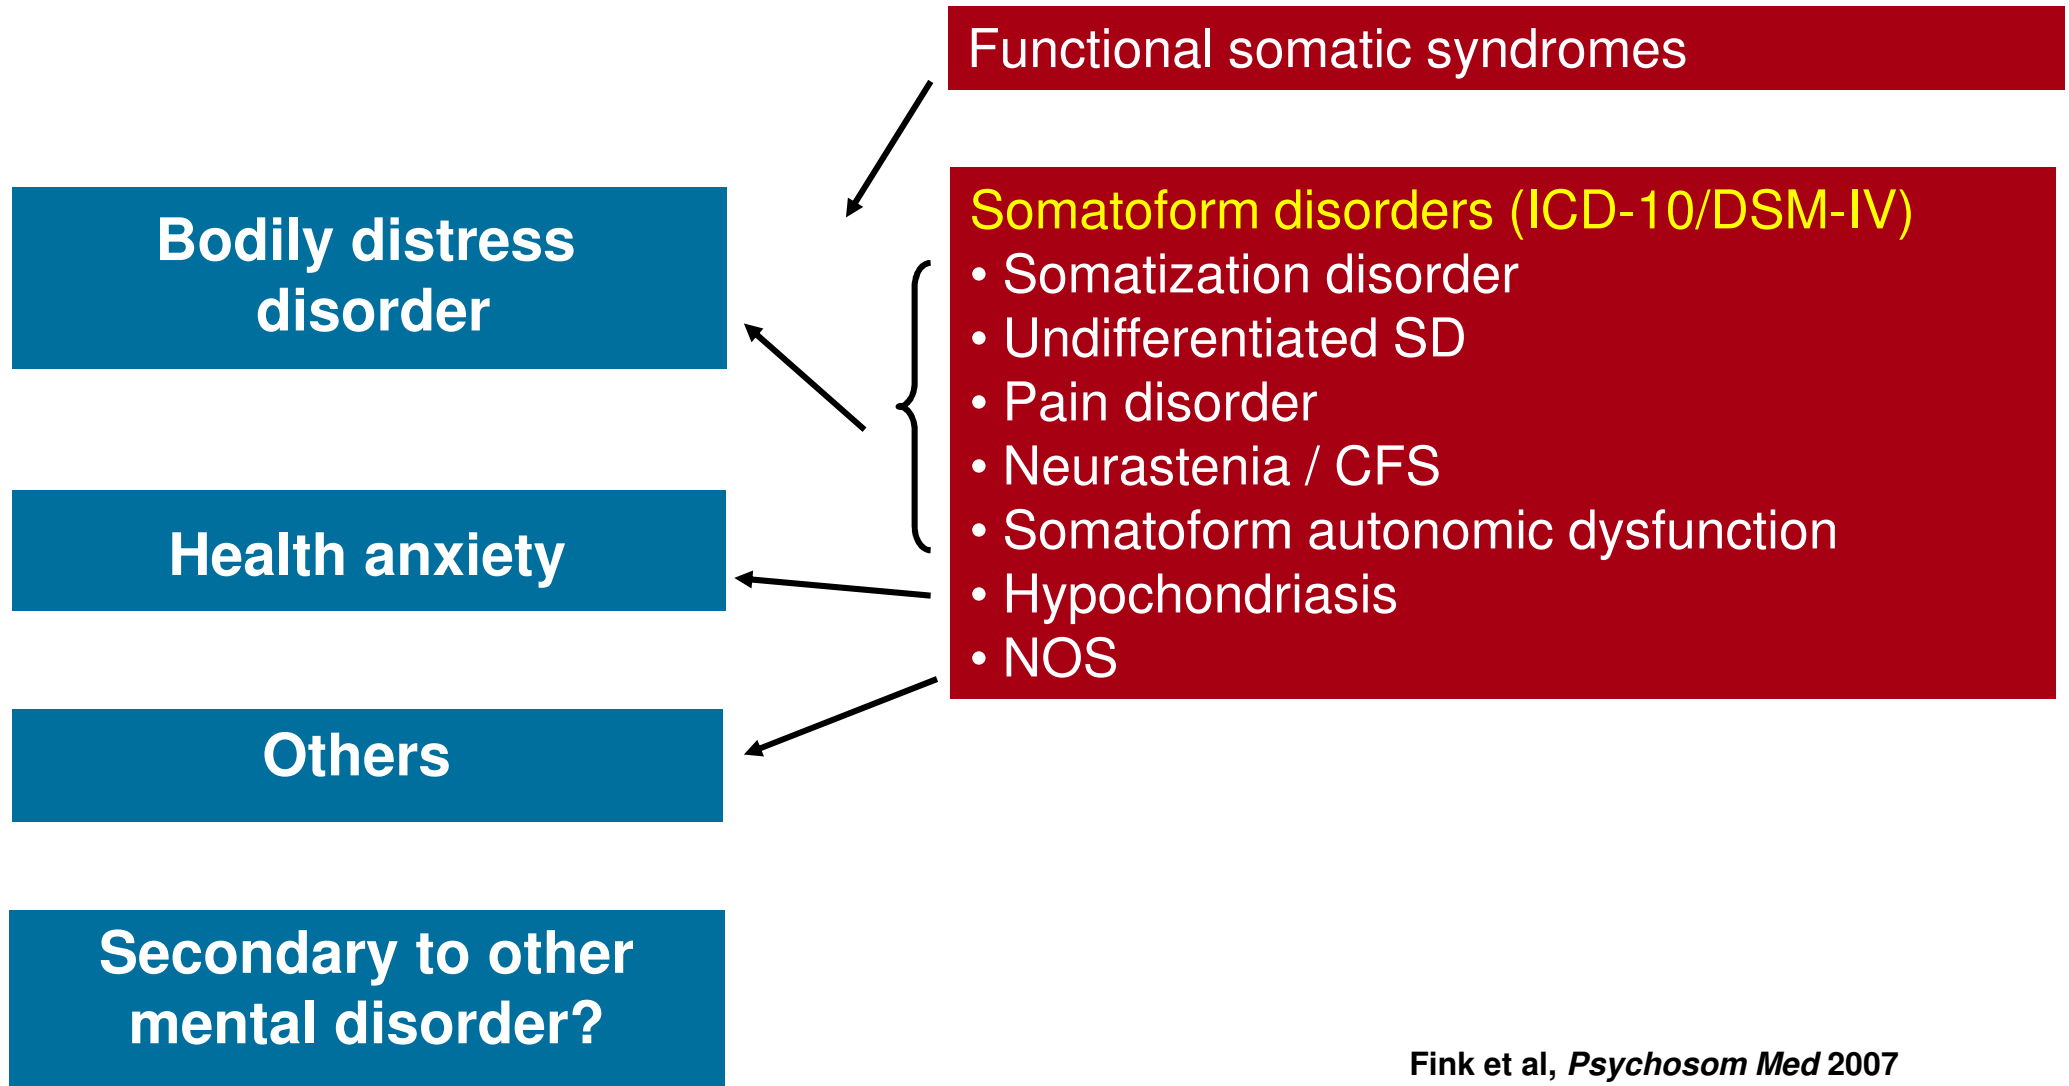 Functional somatic syndromes
Bodily distress
disorder
Health anxiety
Others
Secondary to other
mental disorder?
Somatoform disorders (ICD-10/DSM-IV)
• Somatization disorder
• Undifferentiated SD
• Pain disorder
• Neurastenia / CFS
• Somatoform autonomic dysfunction
• Hypochondriasis
• NOS
Fink et al, Psychosom Med 2007